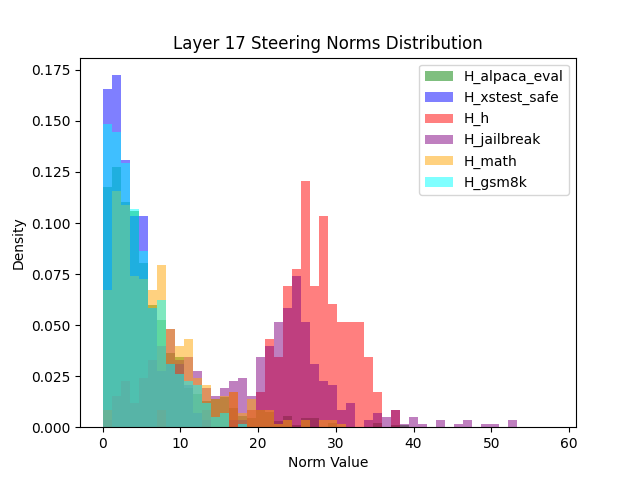 Layer 17 Steering Norms Distribution
0.175
0.150
0.125
0.100
0.075
0.050
0.025
0.000
Density
H_alpaca_eval
H_xstest_safe
H_h
H_jailbreak
H_math
H_gsm8k
0 10 20 30 40 50 60
Norm Value